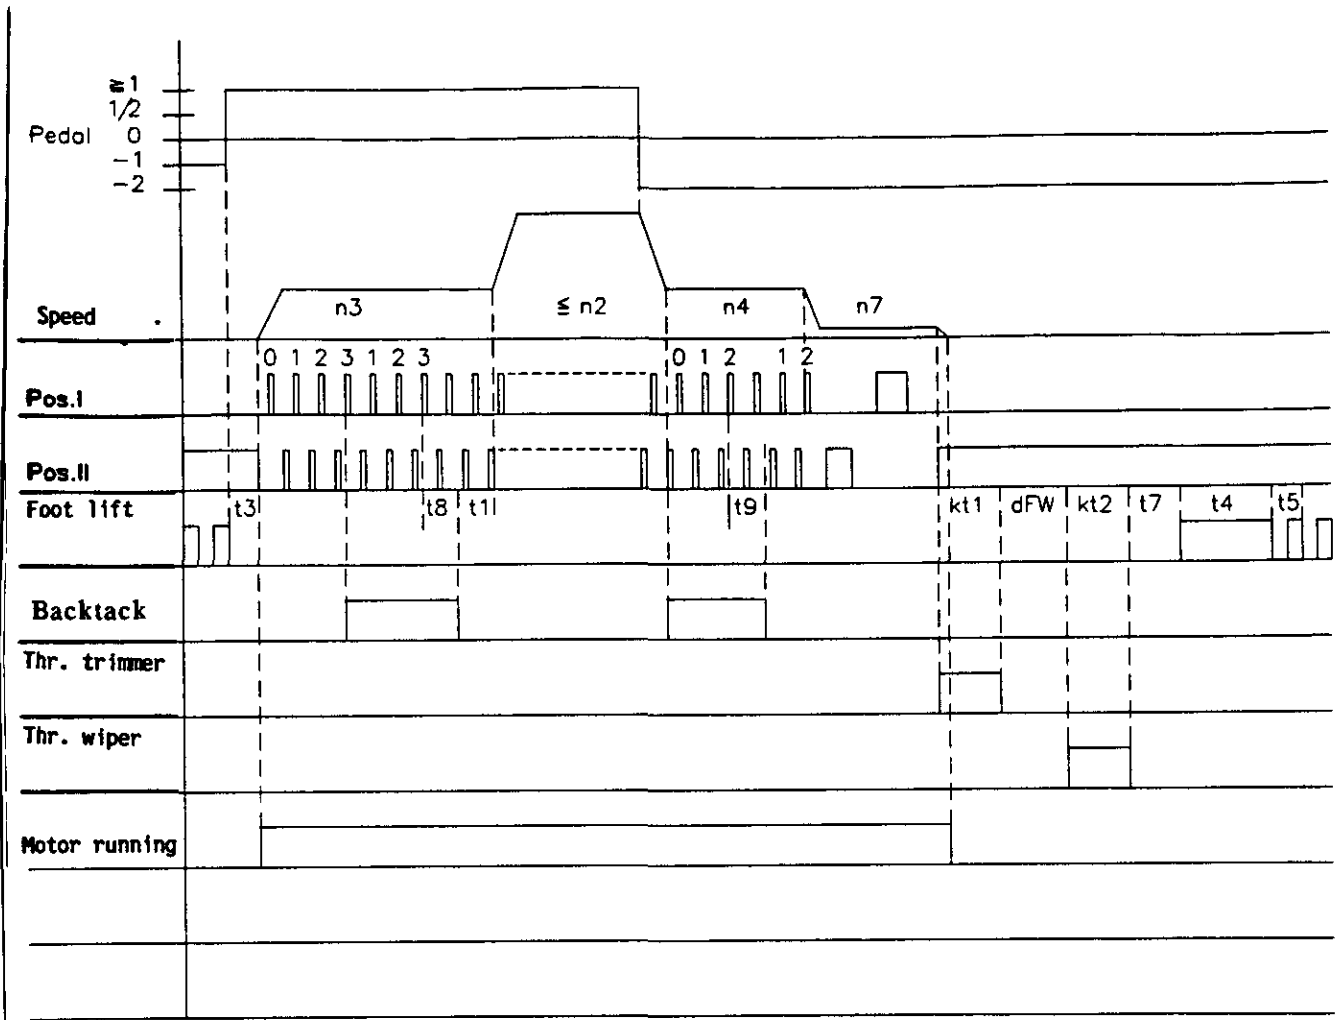 ≧1
1/2
Pedal 0
-1
-2
Speed n3 ≤ n2 n4 n7
0 1 2 3 1 2 3 0 1 2 1 2
Pos.I
Pos.II
Foot lift t3 t8 t1 t9 kt1 dFW kt2 t7 t4 t5
Backtack
Thr. trimmer
Thr. wiper
Motor running